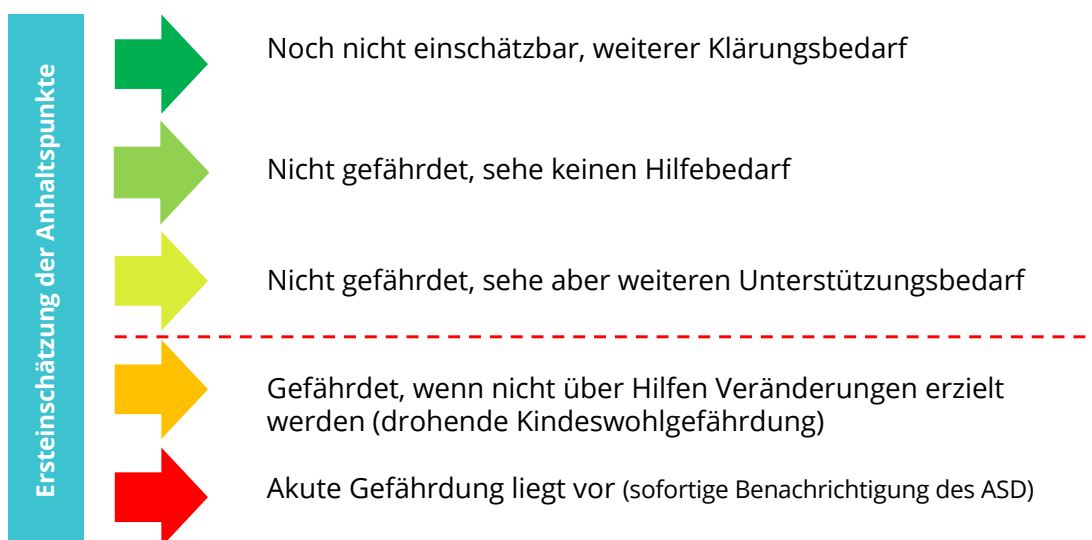 Ersteinschätzung der Anhaltspunkte
Noch nicht einschätzbar, weiterer Klärungsbedarf
Nicht gefährdet, sehe keinen Hilfebedarf
Nicht gefährdet, sehe aber weiteren Unterstützungsbedarf
Gefährdet, wenn nicht über Hilfen Veränderungen erzielt
werden (drohende Kindeswohlgefährdung)
Akute Gefährdung liegt vor (sofortige Benachrichtigung des ASD)